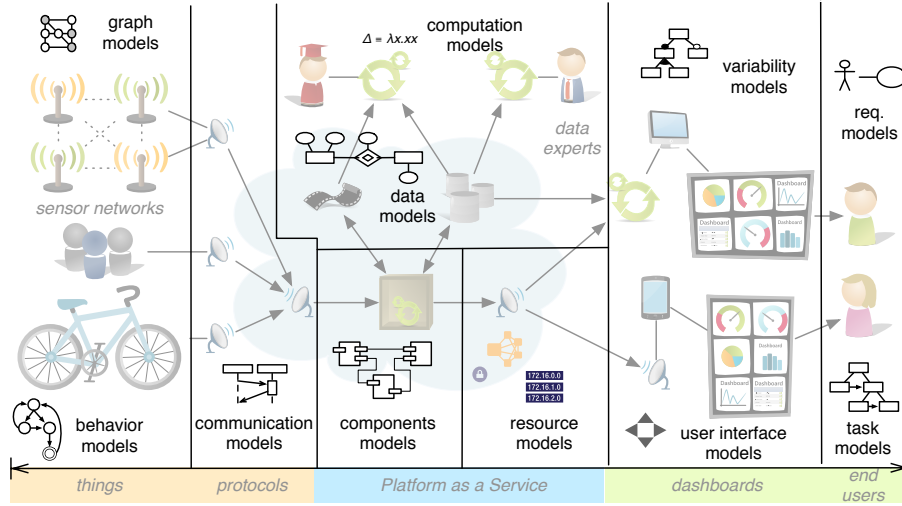 graph
models
Δ ≡ λx.xx
computation
models
variability
models
req.
models
data
experts
data
models
sensor networks
Dashboard
Dashboard
Dashboard
Dashboard
Dashboard
172.16.0.0
172.16.1.0
172.16.2.0
behavior
models
communication
models
components
models
resource
models
user interface
models
task
models
things
protocols
Platform as a Service
dashboards
end
users